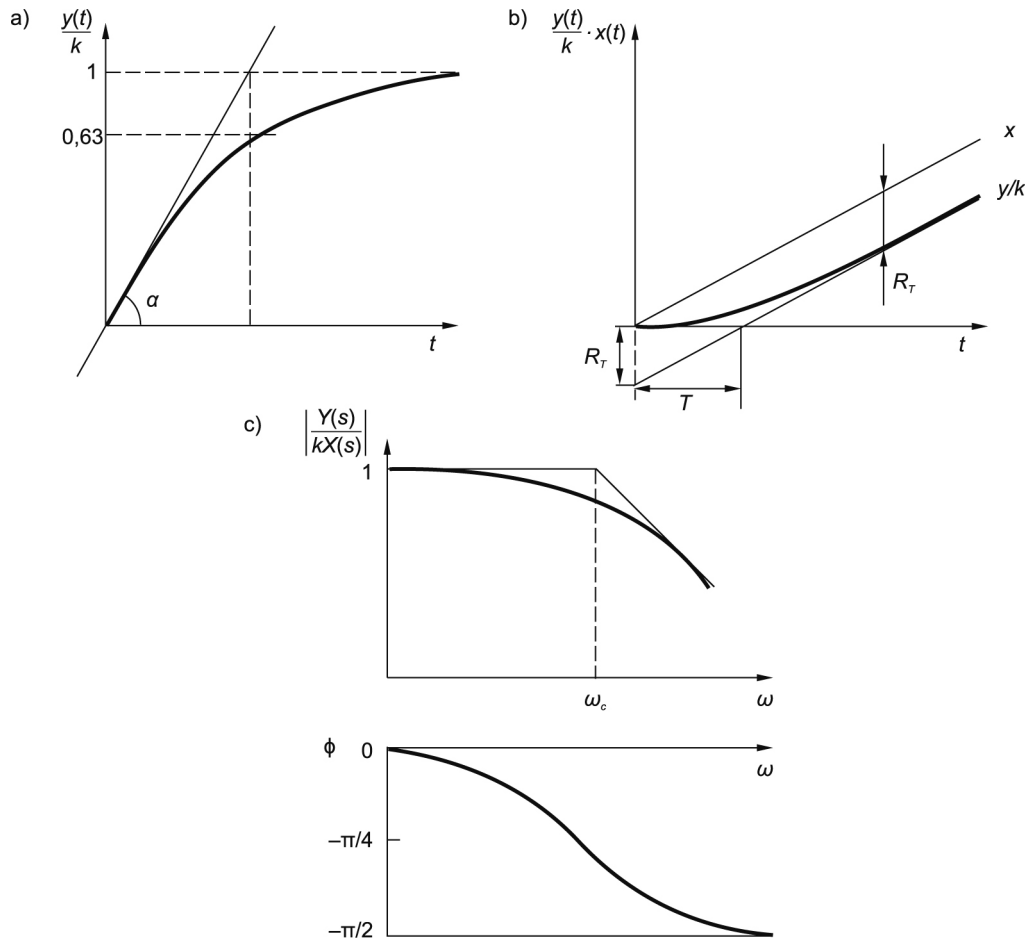 a)
y(t)
k
1
0,63
α
t
b)
y(t)
k · x(t)
x
y/k
R_T
R_T
T
t
c)
|Y(s)
kX(s)|
1
ω_c
ω
ϕ 0
ω
–π/4
–π/2